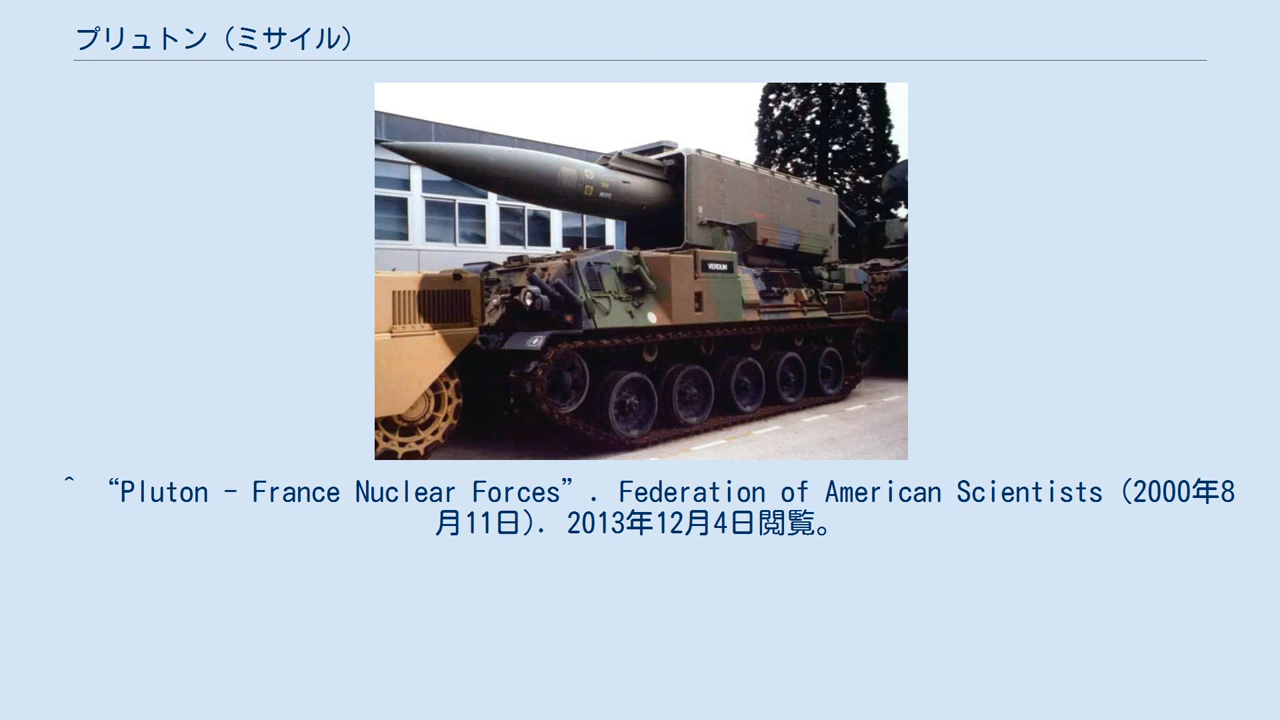 プリュトン（ミサイル）
VERDUN
^ “Pluton - France Nuclear Forces”. Federation of American Scientists (2000年8
月11日). 2013年12月4日閲覧。